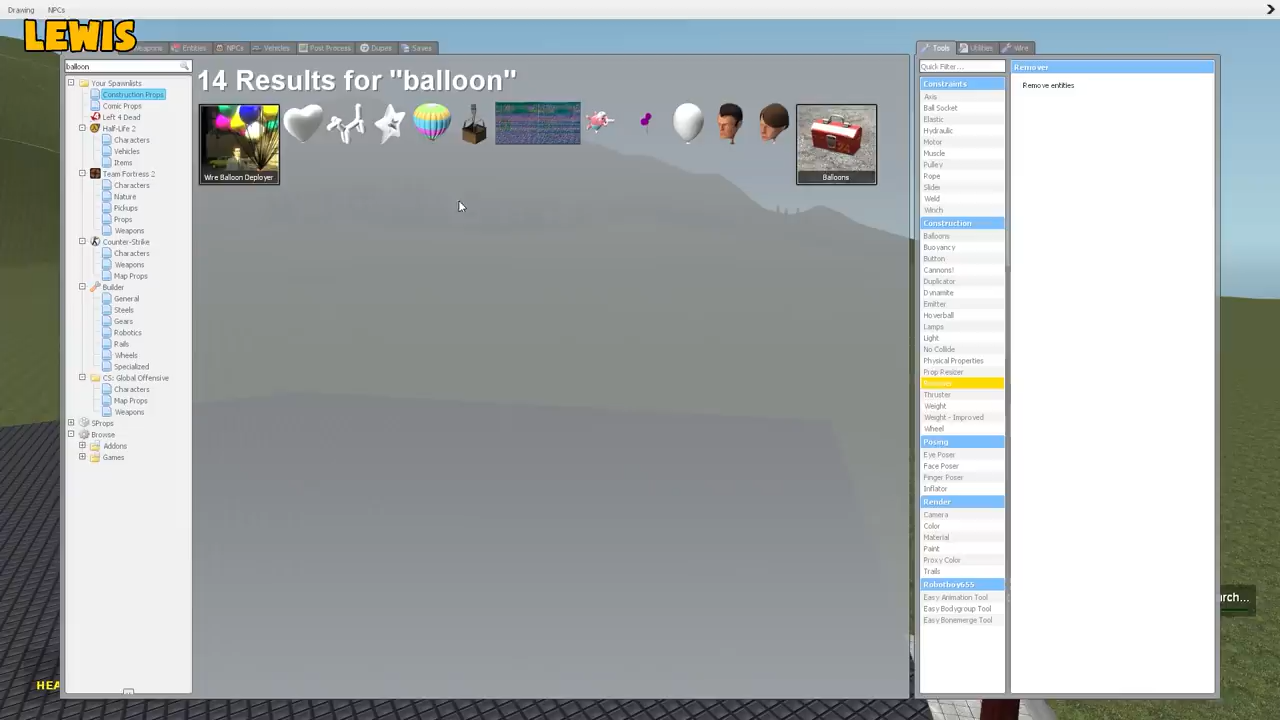 Drawing NPCs
LEWIS
Weapons Entities NPCs Vehicles Post Process Dupes Saves
balloon
Your Spawnlists
Construction Props
Comic Props
Left 4 Dead
Half-Life 2
Characters
Vehicles
Items
Team Fortress 2
Characters
Nature
Pickups
Props
Weapons
Counter-Strike
Characters
Weapons
Map Props
Builder
General
Steels
Gears
Robotics
Rails
Wheels
Specialized
CS: Global Offensive
Characters
Map Props
Weapons
SProps
Browse
Addons
Games
14 Results for "balloon"
Wire Balloon Deployer
Balloons
Tools Utilities Wire
Quick Filter...
Constraints
Axis
Ball Socket
Elastic
Hydraulic
Motor
Muscle
Pulley
Rope
Slider
Weld
Winch
Construction
Balloons
Buoyancy
Button
Cannons!
Duplicator
Dynamite
Emitter
Hoverball
Lamps
Light
No Collide
Physical Properties
Prop Resizer
Remover
Thruster
Weight
Weight - Improved
Wheel
Posing
Eye Poser
Face Poser
Finger Poser
Inflator
Render
Camera
Color
Material
Paint
Proxy Color
Trails
Robotboy655
Easy Animation Tool
Easy Bodygroup Tool
Easy Bonemerge Tool
Remover
Remove entities
urch...
HEA